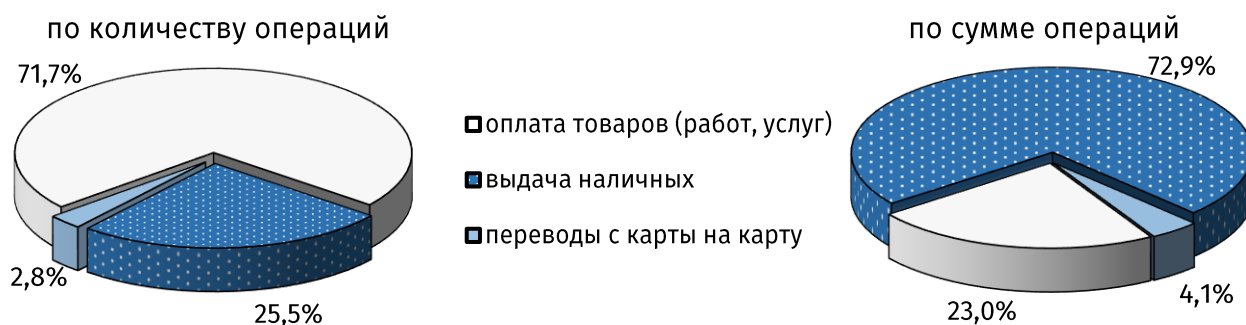 по количеству операций
71,7%
2,8%
25,5%
оплата товаров (работ, услуг)
выдача наличных
переводы с карты на карту
по сумме операций
72,9%
23,0%
4,1%